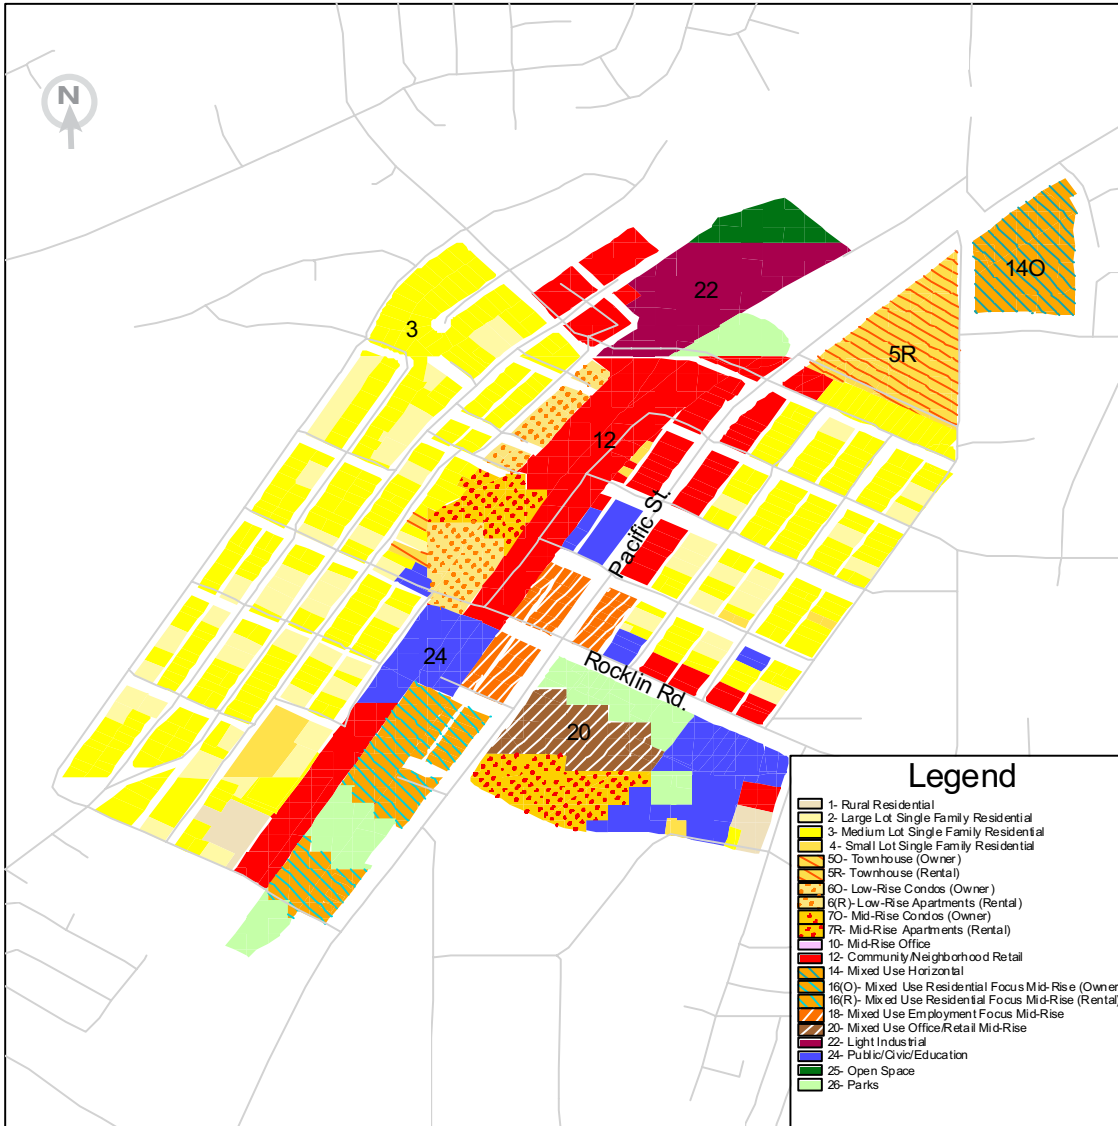 N
14O
22
3
5R
12
Pacific St.
24
Rocklin Rd.
20
Legend
1- Rural Residential
2- Large Lot Single Family Residential
3- Medium Lot Single Family Residential
4- Small Lot Single Family Residential
5O- Townhouse (Owner)
5R- Townhouse (Rental)
6O- Low-Rise Condos (Owner)
6(R)- Low-Rise Apartments (Rental)
7O- Mid-Rise Condos (Owner)
7R- Mid-Rise Apartments (Rental)
10- Mid-Rise Office
12- Community/Neighborhood Retail
14- Mixed Use Horizontal
16(O)- Mixed Use Residential Focus Mid-Rise (Owner
16(R)- Mixed Use Residential Focus Mid-Rise (Rental)
18- Mixed Use Employment Focus Mid-Rise
20- Mixed Use Office/Retail Mid-Rise
22- Light Industrial
24- Public/Civic/Education
25- Open Space
26- Parks